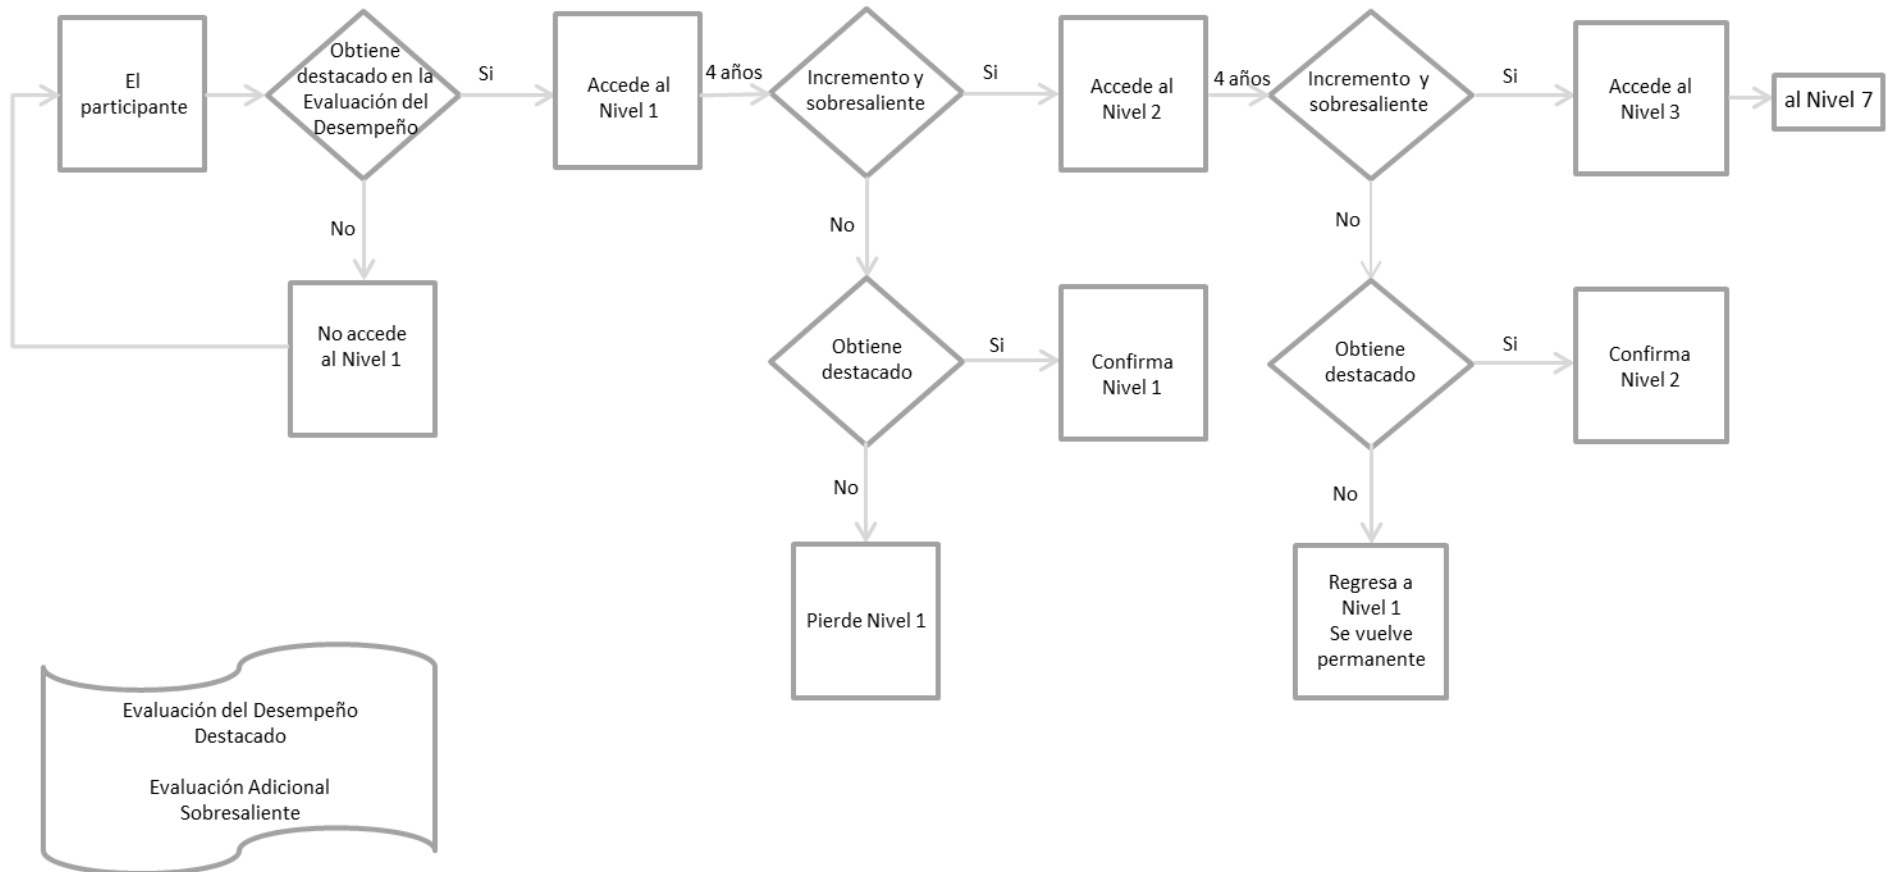 El
participante
Obtiene
destacado en la
Evaluación del
Desempeño
Si
Accede al
Nivel 1
4 años
Incremento y
sobresaliente
Si
Accede al
Nivel 2
4 años
Incremento y
sobresaliente
Si
Accede al
Nivel 3
al Nivel 7
No
No
No
No accede
al Nivel 1
Obtiene
destacado
Si
Confirma
Nivel 1
Obtiene
destacado
Si
Confirma
Nivel 2
No
No
Pierde Nivel 1
Regresa a
Nivel 1
Se vuelve
permanente
Evaluación del Desempeño
Destacado
Evaluación Adicional
Sobresaliente